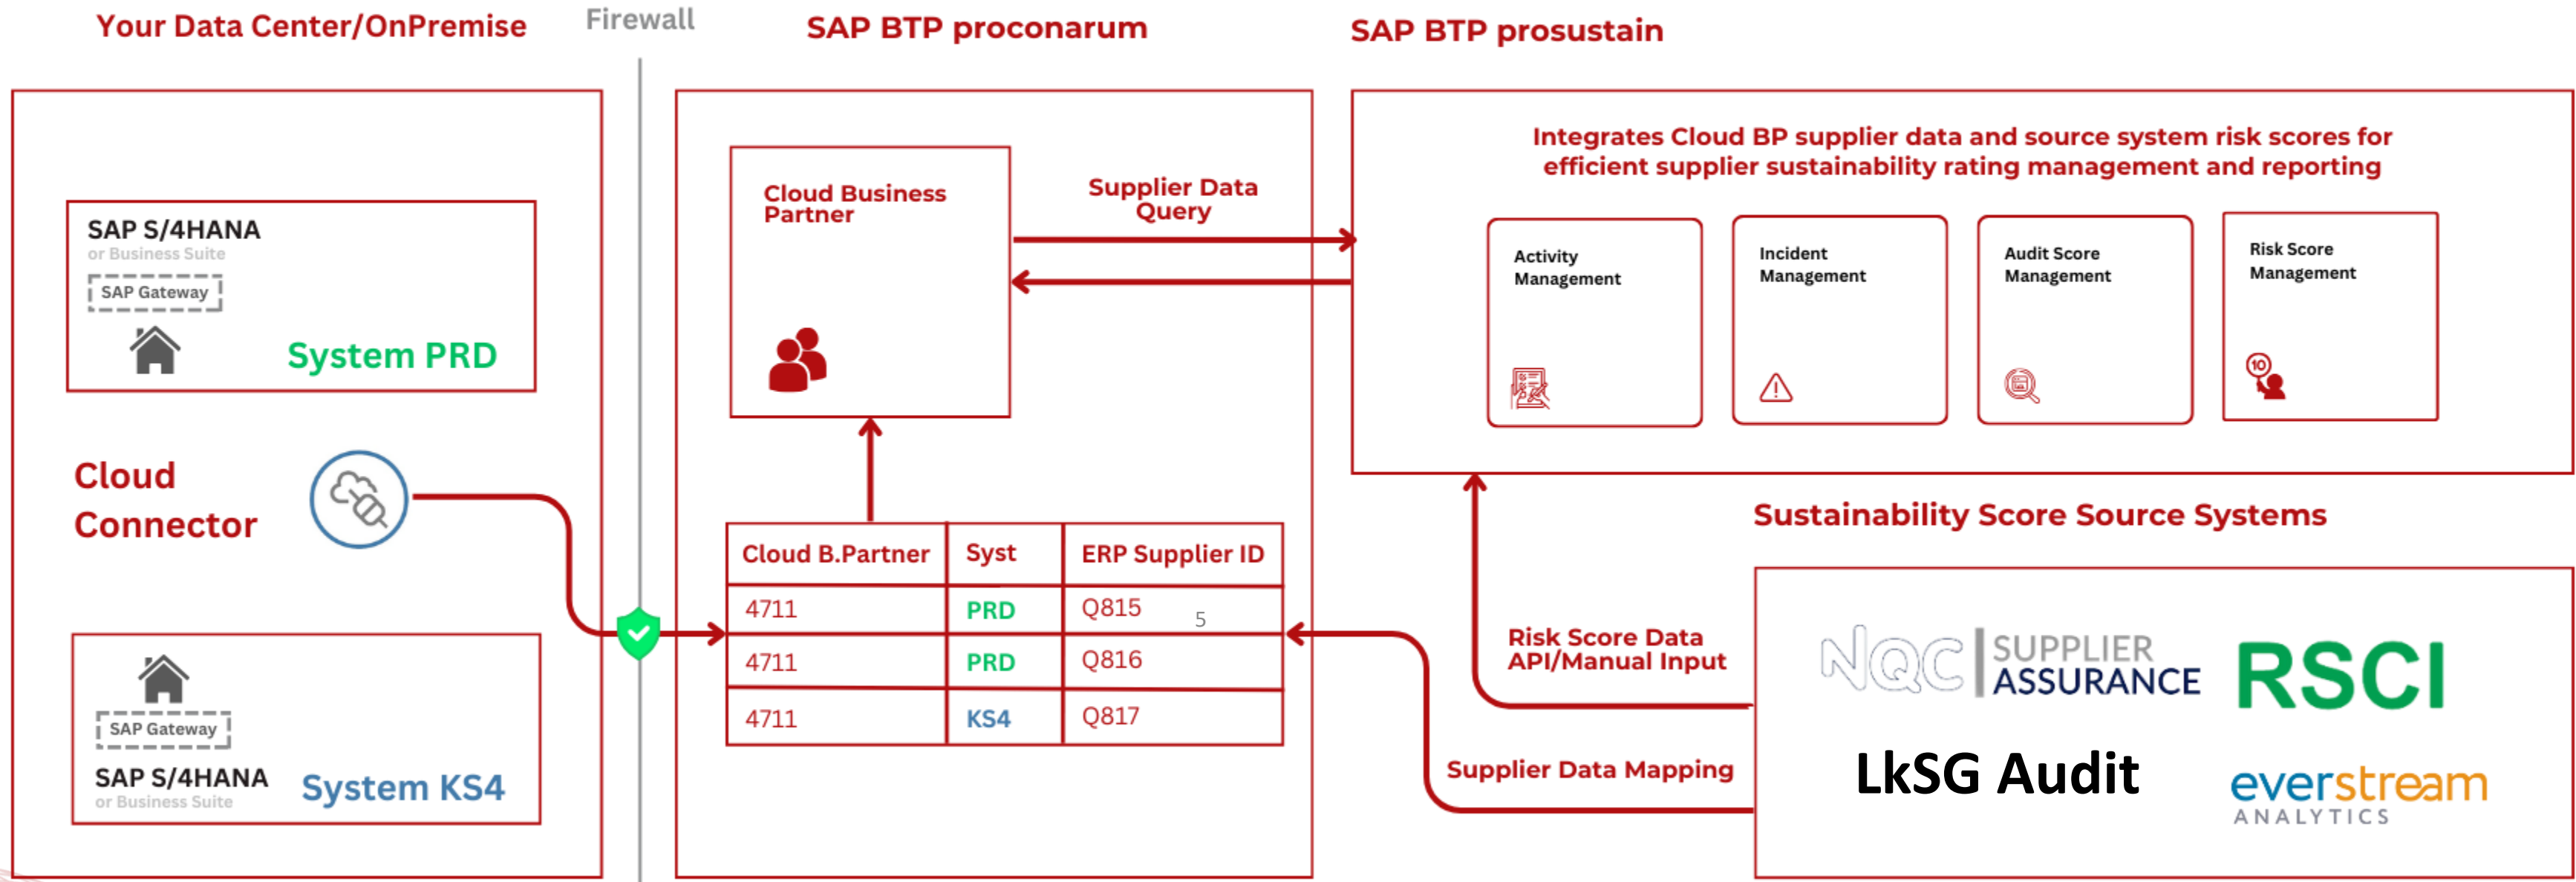 Your Data Center/OnPremise
Firewall
SAP BTP proconarum
SAP BTP prosustain
SAP S/4HANA
or Business Suite
SAP Gateway
System PRD
Cloud
Connector
SAP Gateway
SAP S/4HANA
or Business Suite
System KS4
Cloud Business
Partner
Supplier Data
Query
Cloud B.Partner Syst ERP Supplier ID
4711 PRD Q815
5
4711 PRD Q816
4711 KS4 Q817
Integrates Cloud BP supplier data and source system risk scores for
efficient supplier sustainability rating management and reporting
Activity
Management
Incident
Management
Audit Score
Management
Risk Score
Management
10
Sustainability Score Source Systems
Risk Score Data
API/Manual Input
Supplier Data Mapping
NQC SUPPLIER
ASSURANCE
RSCI
LkSG Audit
everstream
ANALYTICS